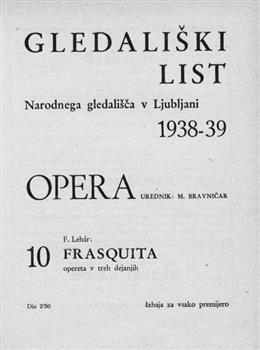 GLEDALIŠKI
LIST
Narodnega gledališča v Ljubljani
1938-39
OPERA UREDNIK: M. BRAVNIČAR
F. Lehár:
10 FRASQUITA
opereta v treh dejanjih
Din 2'50 Izhaja za vsako premijero